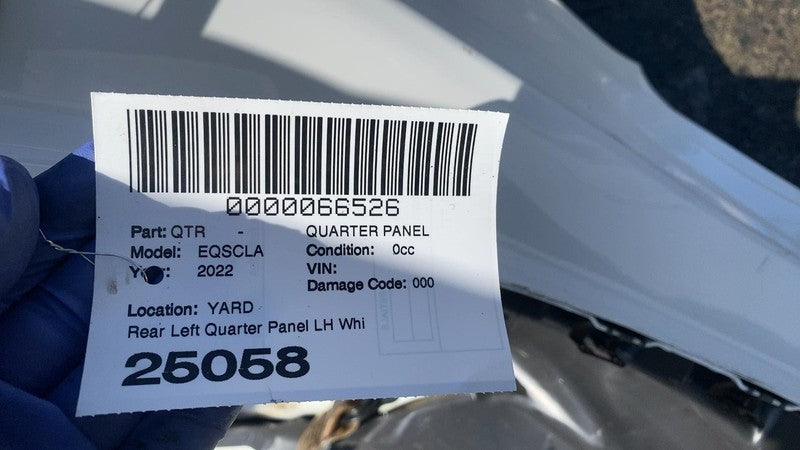 0000066526
Part: QTR - QUARTER PANEL
Model: EQSCLA Condition: 0cc
2022 VIN:
Damage Code: 000
Location: YARD
Rear Left Quarter Panel LH Whi
25058